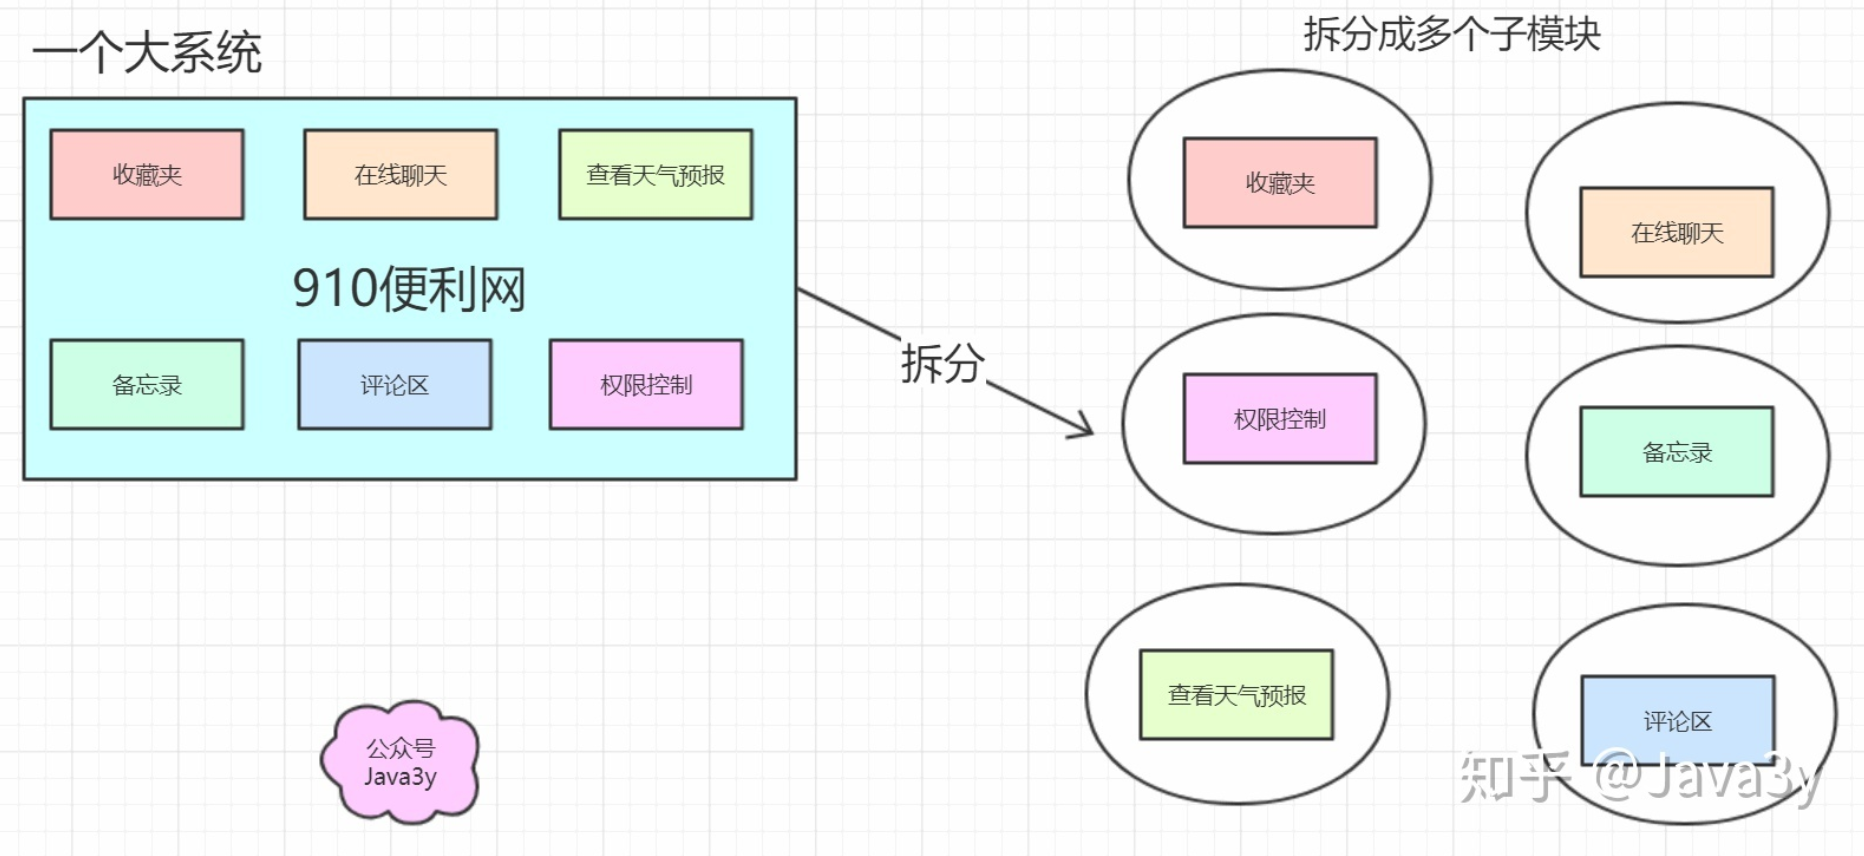 一个大系统
收藏夹
在线聊天
查看天气预报
910便利网
备忘录
评论区
权限控制
拆分
拆分成多个子模块
收藏夹
在线聊天
权限控制
备忘录
查看天气预报
评论区
公众号
Java3y
知乎 @Java3y